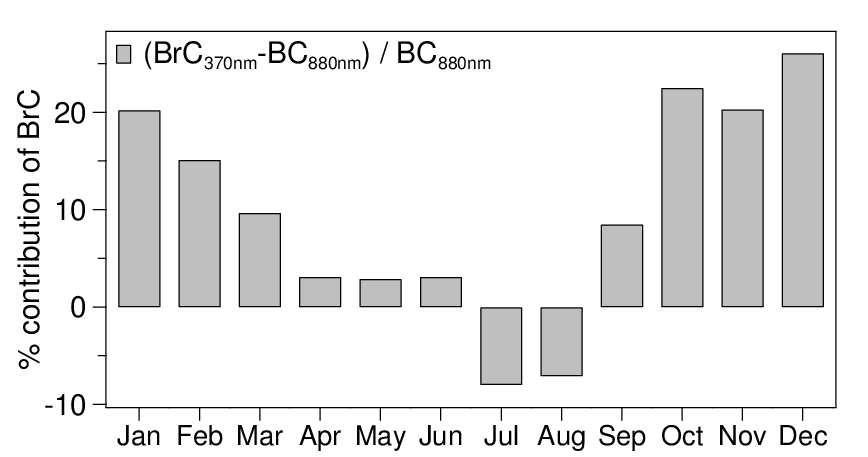 (BrC370nm-BC880nm) / BC880nm
% contribution of BrC
20
10
0
-10
Jan Feb Mar Apr May Jun Jul Aug Sep Oct Nov Dec